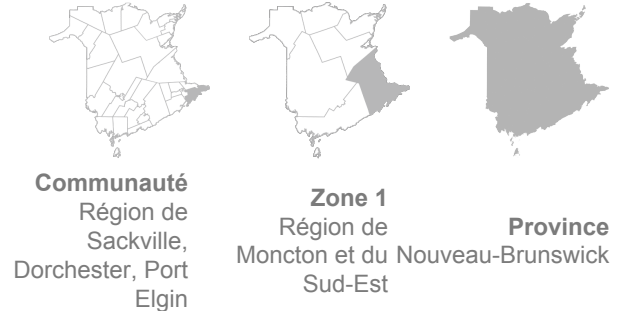 Communauté
Région de
Sackville,
Dorchester, Port
Elgin
Zone 1
Région de
Moncton et du
Sud-Est
Province
Nouveau-Brunswick